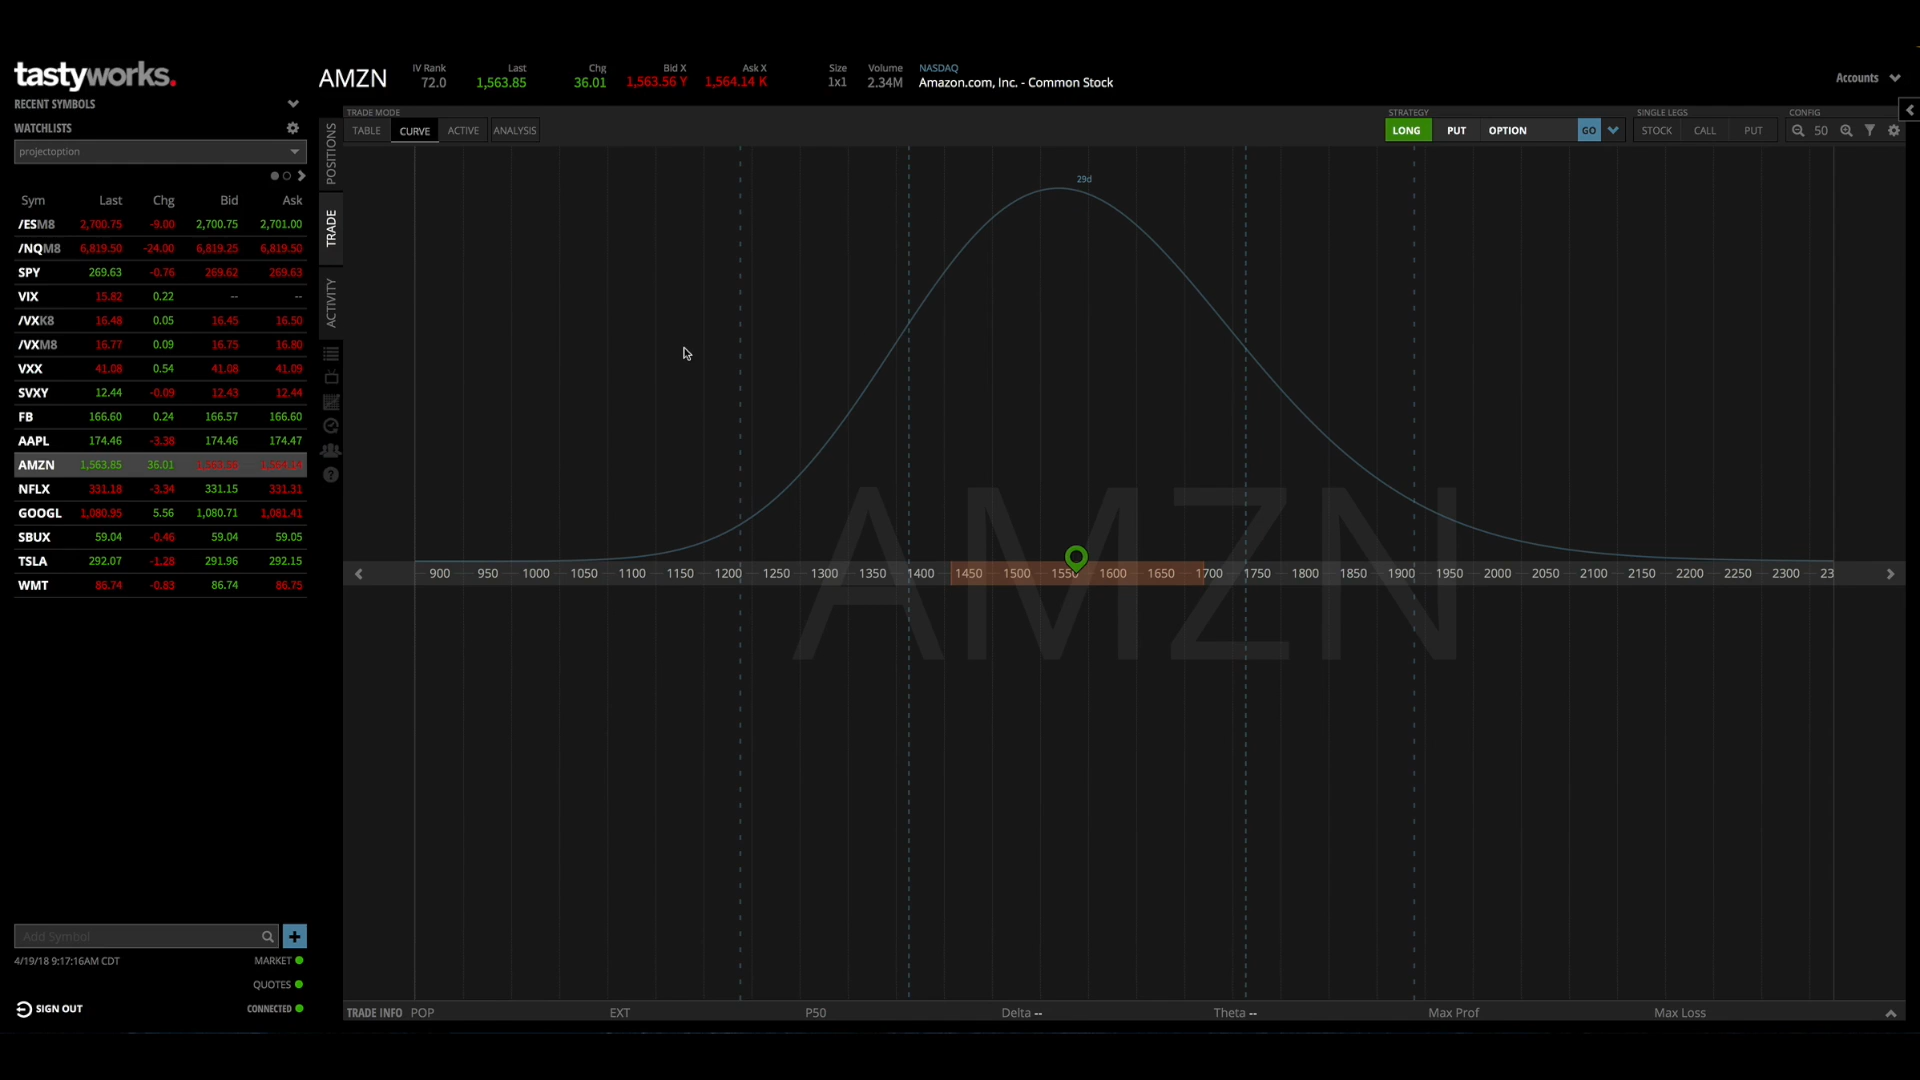 tastyworks.
RECENT SYMBOLS
WATCHLISTS
projectoption
Sym Last Chg Bid Ask
/ESM8 2,700.75 -9.00 2,700.75 2,701.00
/NQM8 6,819.50 -24.00 6,819.25 6,819.50
SPY 269.63 -0.76 269.62 269.63
VIX 15.82 0.22 -- --
/VXK8 16.48 0.05 16.45 16.50
/VXM8 16.77 0.09 16.75 16.80
VXX 41.08 0.54 41.08 41.09
SVXY 12.44 -0.09 12.43 12.44
FB 166.60 0.24 166.57 166.60
AAPL 174.46 -3.38 174.46 174.47
AMZN 1,563.85 36.01 1,563.56 1,564.14
NFLX 331.18 -3.34 331.15 331.31
GOOGL 1,080.95 5.56 1,080.71 1,081.41
SBUX 59.04 -0.46 59.04 59.05
TSLA 292.07 -1.28 291.96 292.15
WMT 86.74 -0.83 86.74 86.75
Add Symbol
4/19/18 9:17:16AM CDT MARKET
QUOTES
SIGN OUT CONNECTED
AMZN
IV Rank Last Chg Bid X Ask X Size Volume NASDAQ
72.0 1,563.85 36.01 1,563.56 Y 1,564.14 K 1x1 2.34M Amazon.com, Inc. - Common Stock
Accounts
POSITIONS
TRADE
ACTIVITY
TRADE MODE
TABLE CURVE ACTIVE ANALYSIS
STRATEGY
LONG PUT OPTION GO
SINGLE LEGS
STOCK CALL PUT
CONFIG
50
29d
AMZN
900 950 1000 1050 1100 1150 1200 1250 1300 1350 1400 1450 1500 1550 1600 1650 1700 1750 1800 1850 1900 1950 2000 2050 2100 2150 2200 2250 2300 23
TRADE INFO POP EXT P50 Delta -- Theta -- Max Prof Max Loss